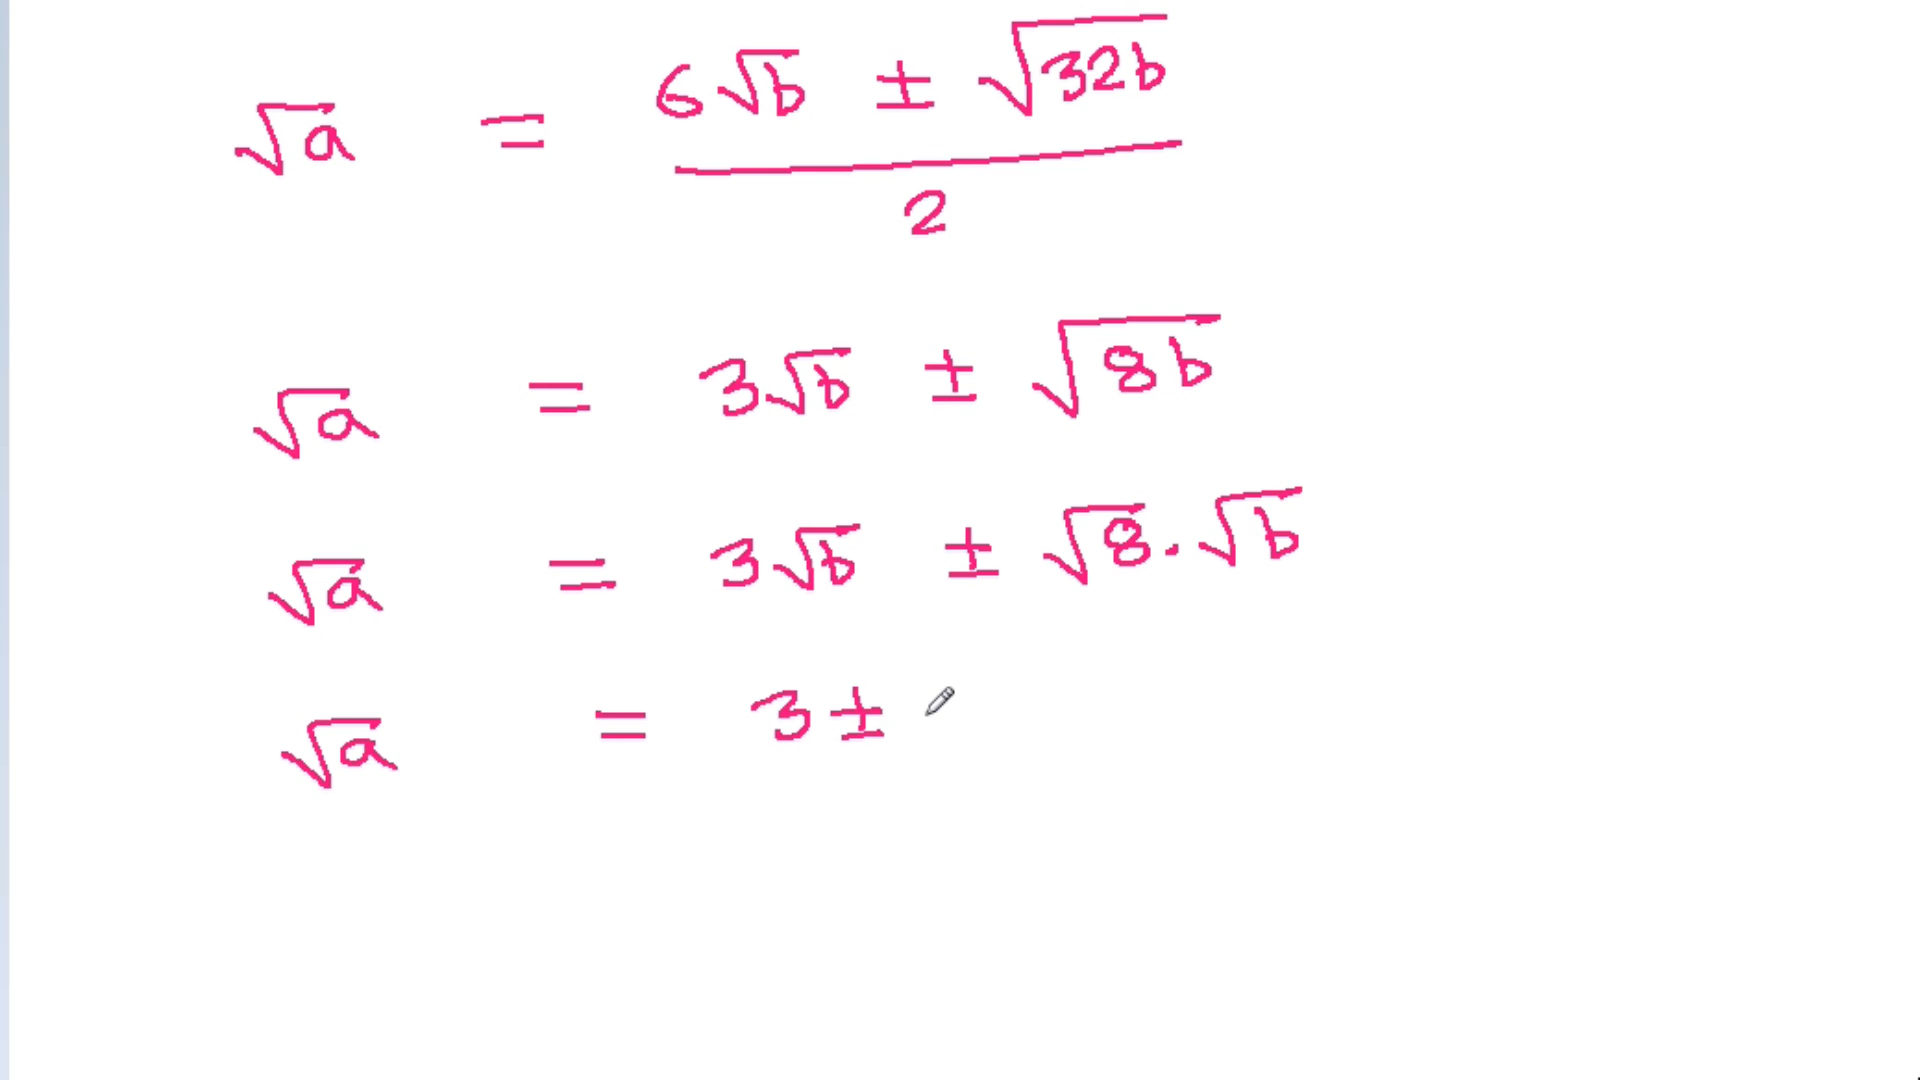 √a = (6√b ± √(32b)) / 2
√a = 3√b ± √(8b)
√a = 3√b ± √8 . √b
√a = 3 ±